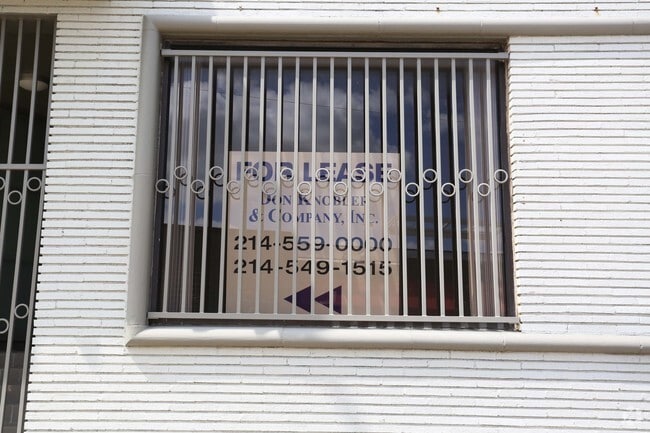 FOR LEASE
DON KNOBLER
& COMPANY, INC.
214-559-0000
214-549-1515